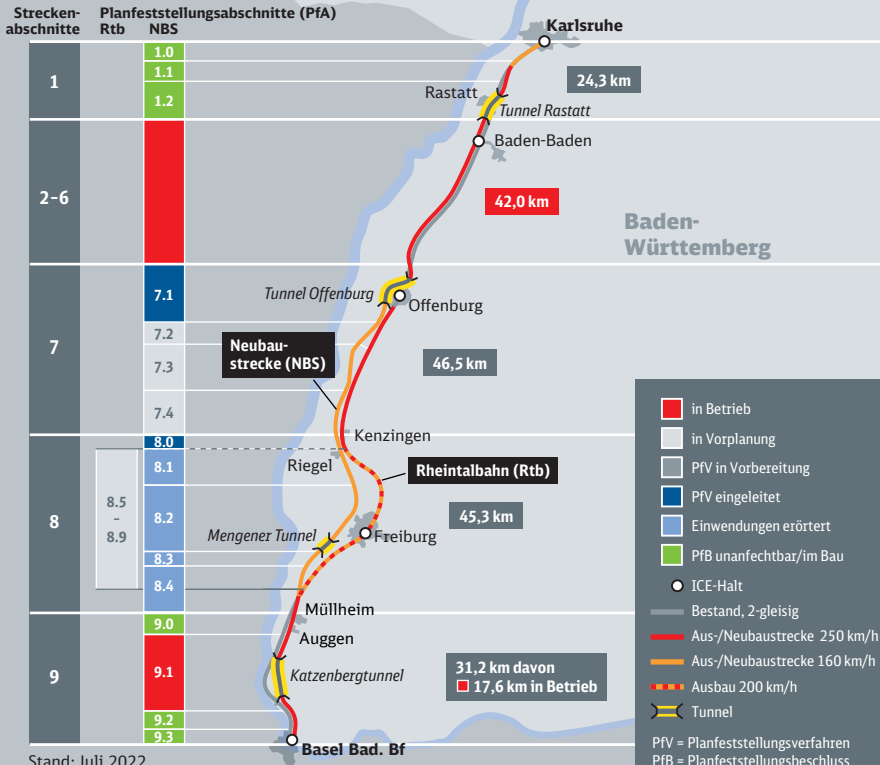 Strecken-
abschnitte
Planfeststellungsabschnitte (PfA)
Rtb
NBS
1
2–6
7
8
9
8.5
–
8.9
1.0
1.1
1.2
7.1
7.2
7.3
7.4
8.0
8.1
8.2
8.3
8.4
9.0
9.1
9.2
9.3
Karlsruhe
24,3 km
Rastatt
Tunnel Rastatt
Baden-Baden
42,0 km
Baden-
Württemberg
Tunnel Offenburg
Offenburg
Neubau-
strecke (NBS)
46,5 km
Kenzingen
Riegel
Rheintalbahn (Rtb)
45,3 km
Mengener Tunnel
Freiburg
Müllheim
Auggen
Katzenbergtunnel
31,2 km davon
17,6 km in Betrieb
Basel Bad. Bf
Stand: Juli 2022
in Betrieb
in Vorplanung
PfV in Vorbereitung
PfV eingeleitet
Einwendungen erörtert
PfB unanfechtbar/im Bau
ICE-Halt
Bestand, 2-gleisig
Aus-/Neubaustrecke 250 km/h
Aus-/Neubaustrecke 160 km/h
Ausbau 200 km/h
Tunnel
PfV = Planfeststellungsverfahren
PfB = Planfeststellungsbeschluss